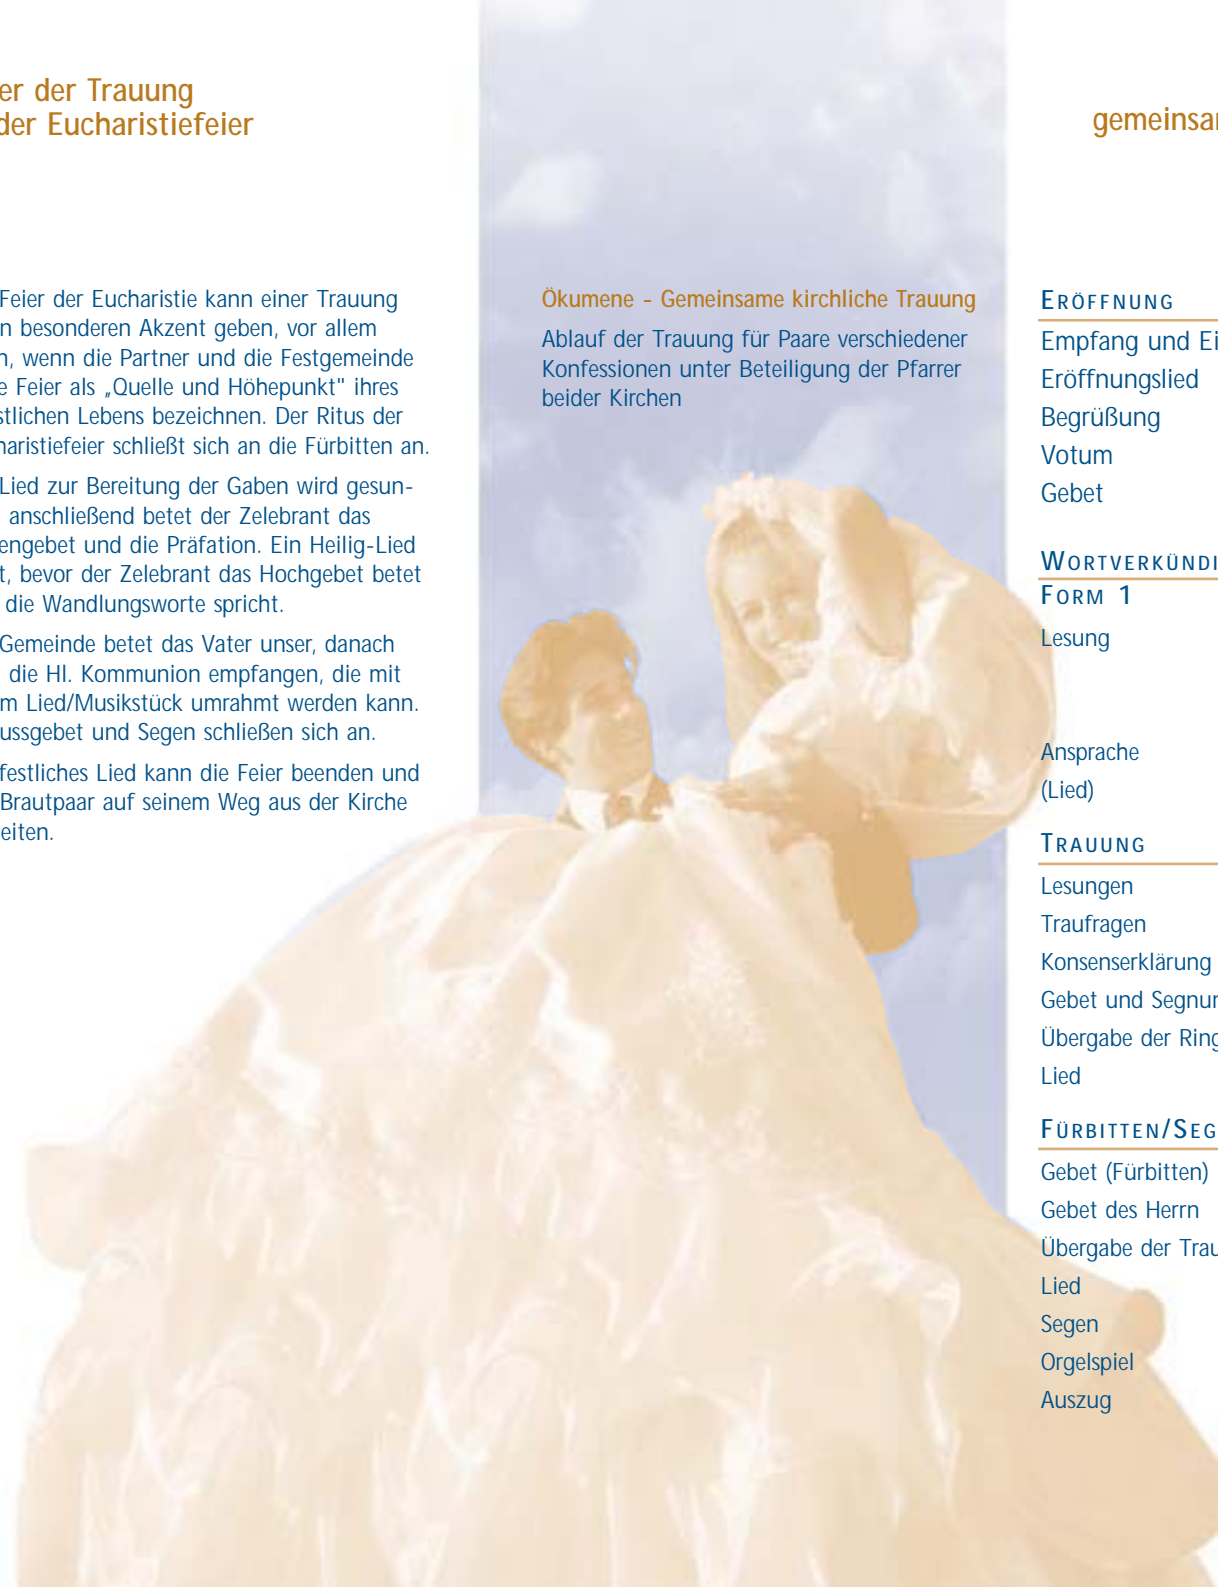 er der Trauung
der Eucharistiefeier
Feier der Eucharistie kann einer Trauung
n besonderen Akzent geben, vor allem
n, wenn die Partner und die Festgemeinde
e Feier als „Quelle und Höhepunkt" ihres
stlichen Lebens bezeichnen. Der Ritus der
haristiefeier schließt sich an die Fürbitten an.
Lied zur Bereitung der Gaben wird gesun-
anschließend betet der Zelebrant das
engebet und die Präfation. Ein Heilig-Lied
t, bevor der Zelebrant das Hochgebet betet
die Wandlungsworte spricht.
Gemeinde betet das Vater unser, danach
die Hl. Kommunion empfangen, die mit
m Lied/Musikstück umrahmt werden kann.
ussgebet und Segen schließen sich an.
festliches Lied kann die Feier beenden und
Brautpaar auf seinem Weg aus der Kirche
eiten.
Ökumene - Gemeinsame kirchliche Trauung
Ablauf der Trauung für Paare verschiedener
Konfessionen unter Beteiligung der Pfarrer
beider Kirchen
gemeinsa
ERÖFFNUNG
Empfang und Ei
Eröffnungslied
Begrüßung
Votum
Gebet
WORTVERKÜNDI
FORM 1
Lesung
Ansprache
(Lied)
TRAUUNG
Lesungen
Traufragen
Konsenserklärung
Gebet und Segnu
Übergabe der Ring
Lied
FÜRBITTEN/SEG
Gebet (Fürbitten)
Gebet des Herrn
Übergabe der Trau
Lied
Segen
Orgelspiel
Auszug